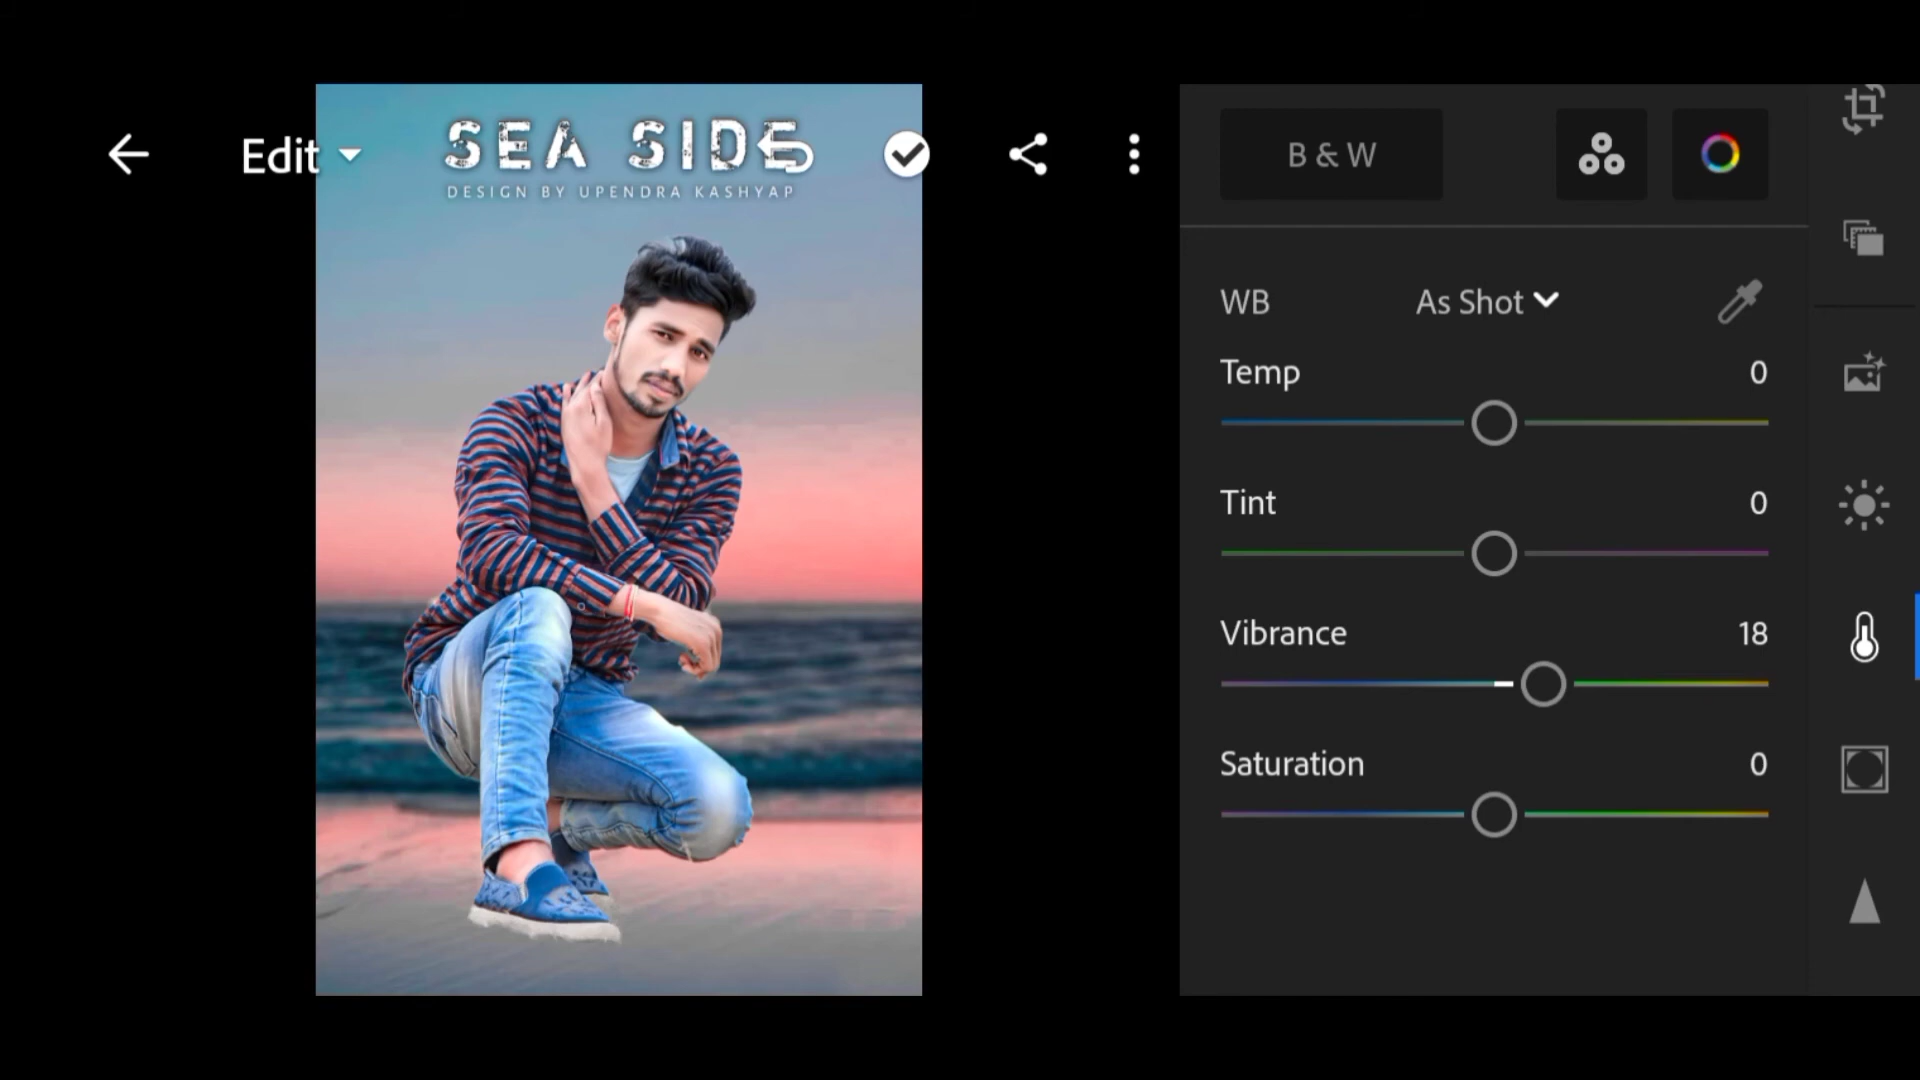 Edit
SEA SIDE
DESIGN BY UPENDRA KASHYAP
B & W
WB As Shot
Temp 0
Tint 0
Vibrance 18
Saturation 0